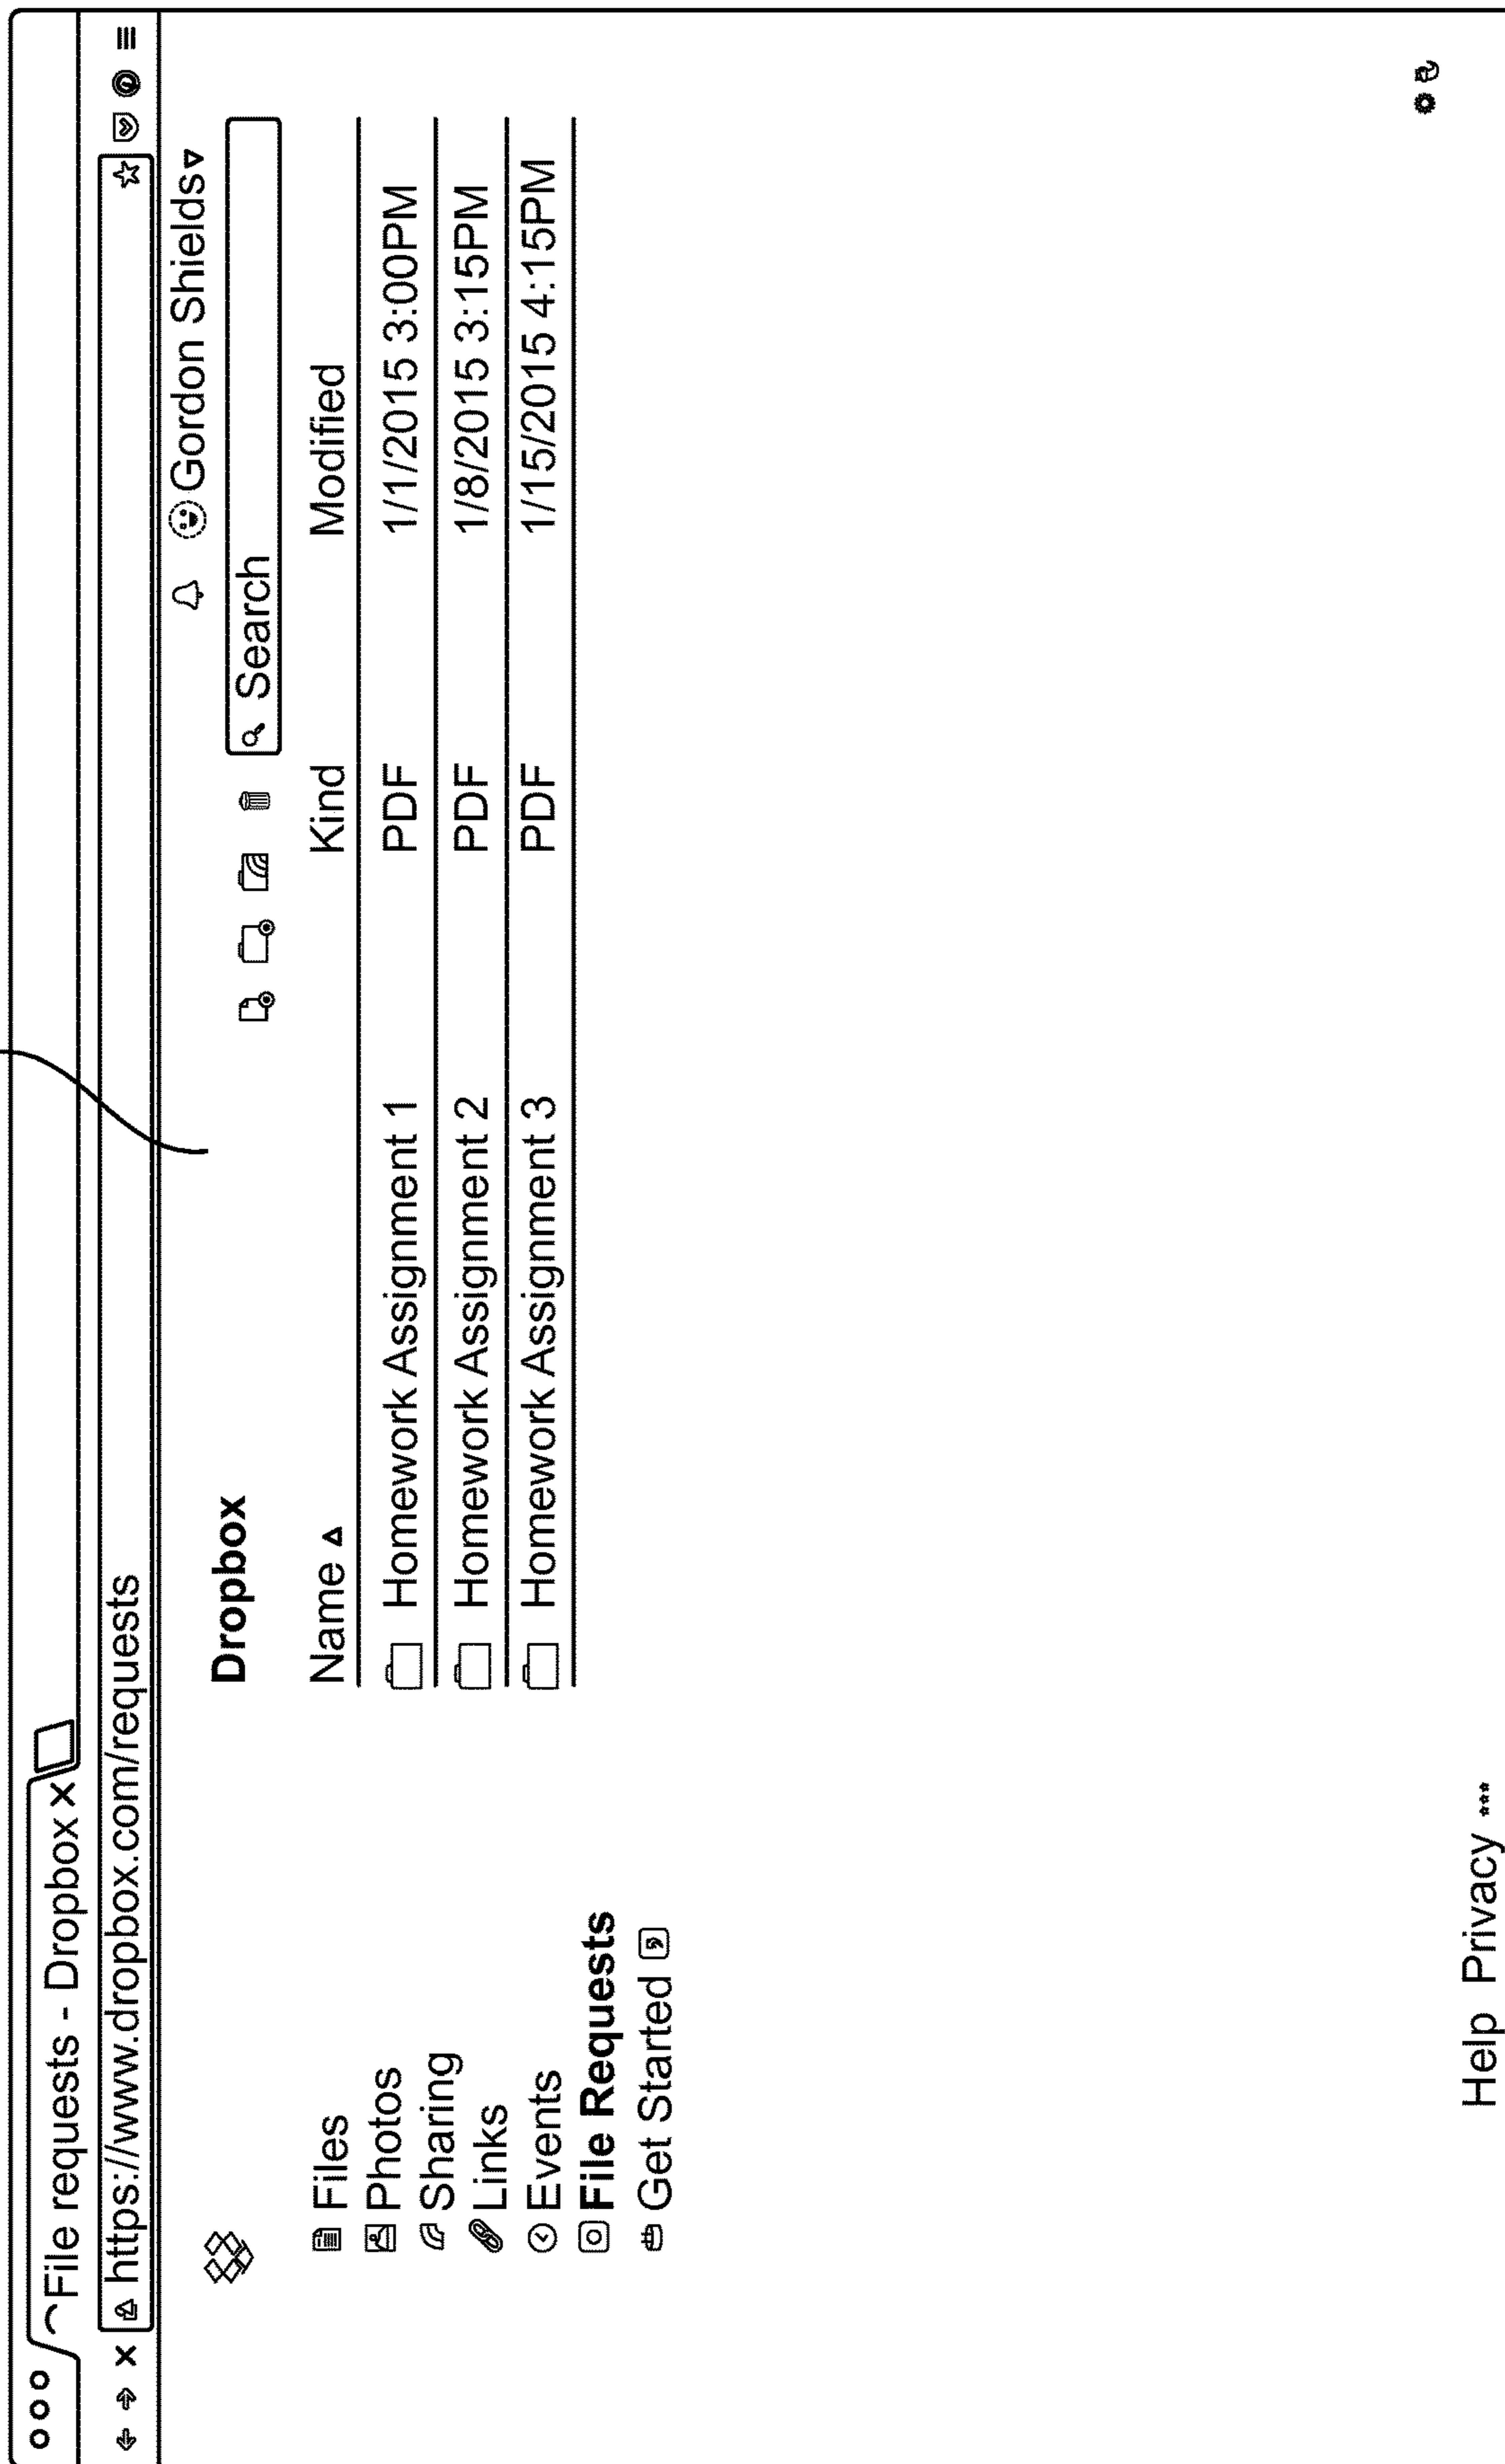 File requests - Dropbox
https://www.dropbox.com/requests
Gordon Shields
Dropbox
Search
Name Kind Modified
Homework Assignment 1 PDF 1/1/2015 3:00PM
Homework Assignment 2 PDF 1/8/2015 3:15PM
Homework Assignment 3 PDF 1/15/2015 4:15PM
Files
Photos
Sharing
Links
Events
File Requests
Get Started
Help Privacy